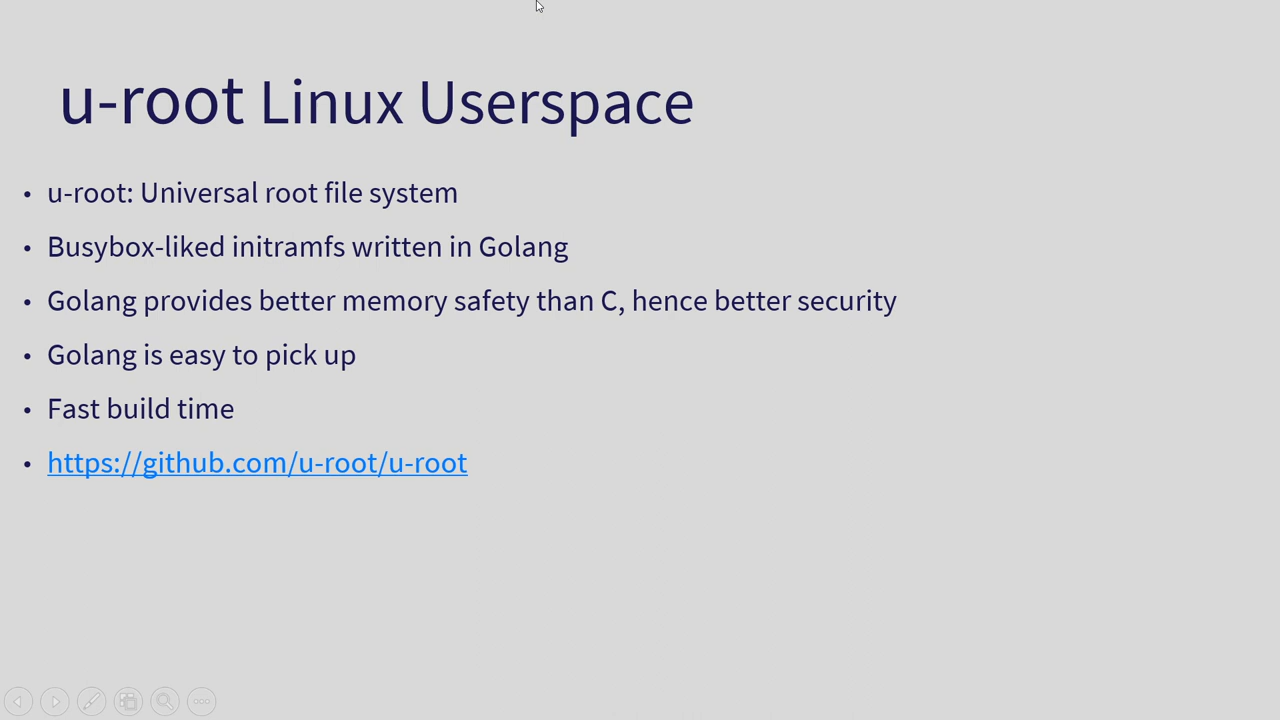 u-root Linux Userspace
• u-root: Universal root file system
• Busybox-liked initramfs written in Golang
• Golang provides better memory safety than C, hence better security
• Golang is easy to pick up
• Fast build time
• https://github.com/u-root/u-root